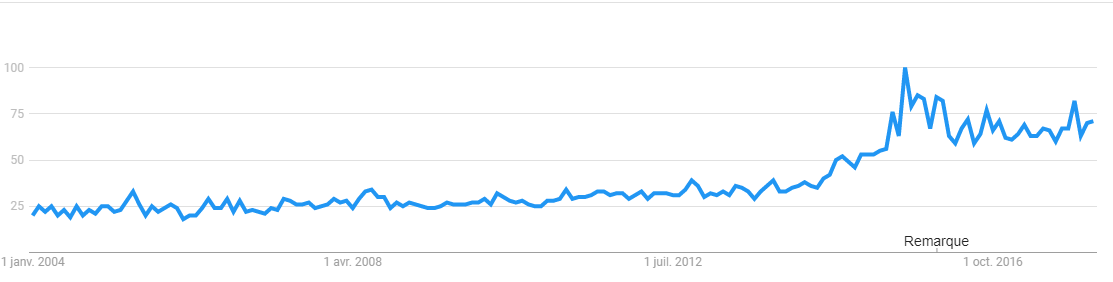 100
75
50
25
Remarque
1 janv. 2004
1 avr. 2008
1 juil. 2012
1 oct. 2016